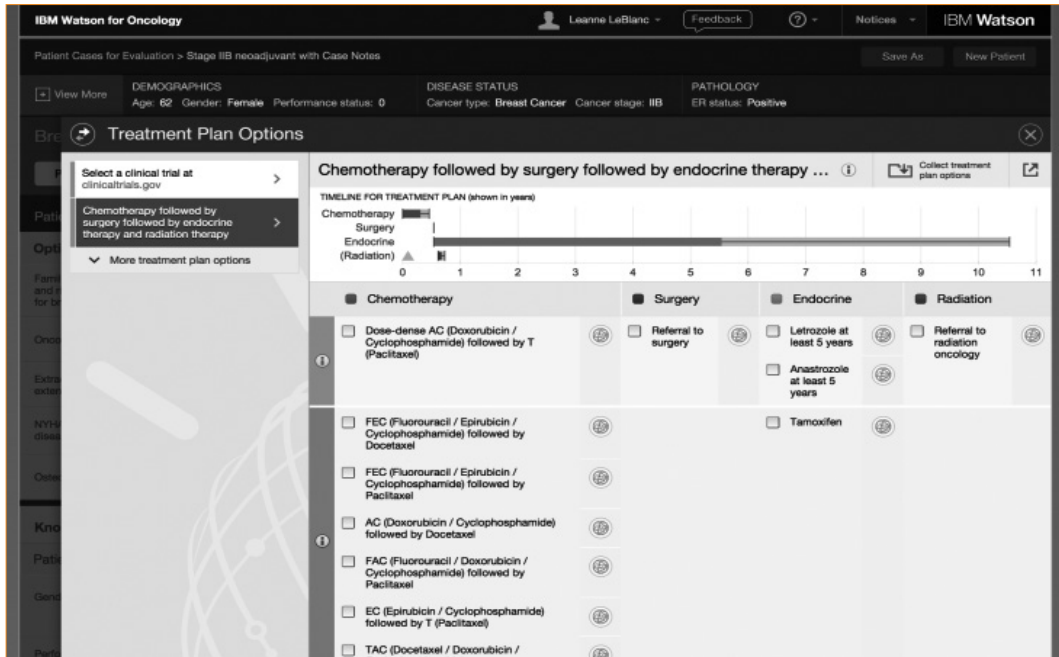 IBM Watson for Oncology
Leanne LeBlanc
Feedback
?
Notices
IBM Watson
Patient Cases for Evaluation > Stage IIB neoadjuvant with Case Notes
Save As
New Patient
+ View More
DEMOGRAPHICS
Age: 62 Gender: Female Performance status: 0
DISEASE STATUS
Cancer type: Breast Cancer Cancer stage: IIB
PATHOLOGY
ER status: Positive
Bre
Treatment Plan Options
Select a clinical trial at
clinicaltrials.gov
Chemotherapy followed by
surgery followed by endocrine
therapy and radiation therapy
More treatment plan options
Chemotherapy followed by surgery followed by endocrine therapy ...
Collect treatment
plan options
TIMELINE FOR TREATMENT PLAN (shown in years)
Chemotherapy
Surgery
Endocrine
(Radiation)
0 1 2 3 4 5 6 7 8 9 10 11
Chemotherapy
Surgery
Endocrine
Radiation
Dose-dense AC (Doxorubicin /
Cyclophosphamide) followed by T
(Paclitaxel)
Referral to
surgery
Letrozole at
least 5 years
Anastrozole
at least 5
years
Referral to
radiation
oncology
FEC (Fluorouracil / Epirubicin /
Cyclophosphamide) followed by
Docetaxel
Tamoxifen
FEC (Fluorouracil / Epirubicin /
Cyclophosphamide) followed by
Paclitaxel
AC (Doxorubicin / Cyclophosphamide)
followed by Docetaxel
FAC (Fluorouracil / Doxorubicin /
Cyclophosphamide) followed by
Paclitaxel
EC (Epirubicin / Cyclophosphamide)
followed by T (Paclitaxel)
TAC (Docetaxel / Doxorubicin /